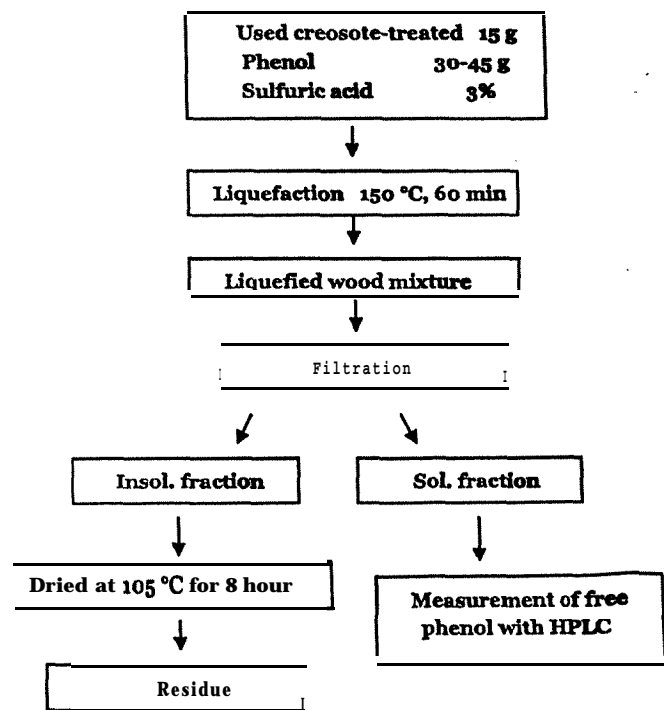 Used creosote-treated 15 g
Phenol 30-45 g
Sulfuric acid 3%
Liquefaction 150 °C, 60 min
Liquefied wood mixture
Filtration
Insol. fraction
Sol. fraction
Dried at 105 °C for 8 hour
Measurement of free
phenol with HPLC
Residue